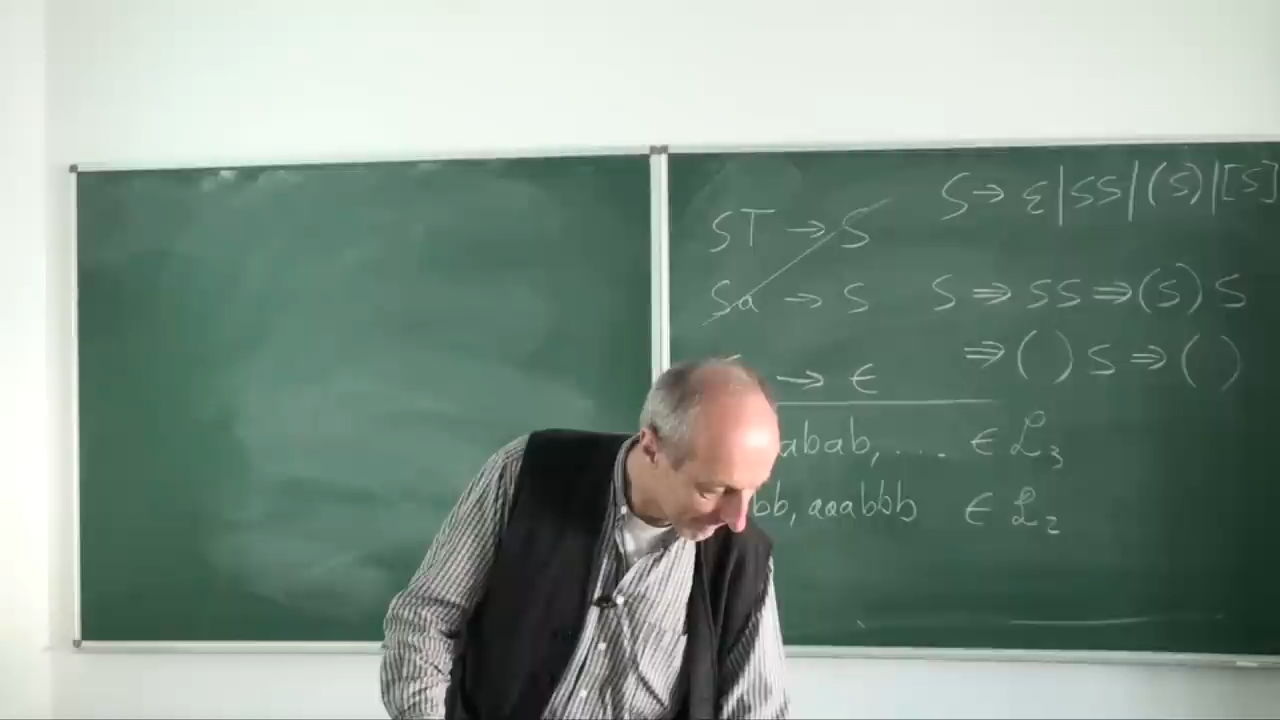 ST → S
Sa → S
→ ϵ
abab, .... ∈ ℒ₃
bb, aaabbb ∈ ℒ₂
S → ε|SS|(S)|[S]
S ⇒ SS ⇒ (S) S
⇒ ( ) S ⇒ ( )